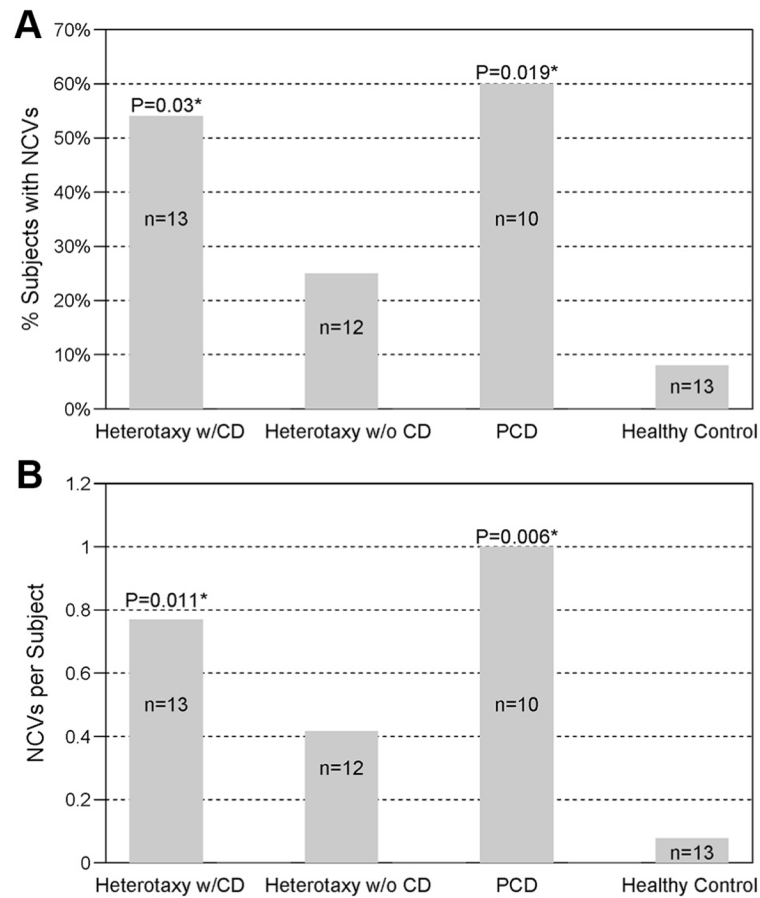 A
70%
60%
50%
40%
30%
20%
10%
0%
% Subjects with NCVs
P=0.03*
P=0.019*
n=13
n=12
n=10
n=13
Heterotaxy w/CD
Heterotaxy w/o CD
PCD
Healthy Control
B
1.2
1
0.8
0.6
0.4
0.2
0
NCVs per Subject
P=0.011*
P=0.006*
n=13
n=12
n=10
n=13
Heterotaxy w/CD
Heterotaxy w/o CD
PCD
Healthy Control